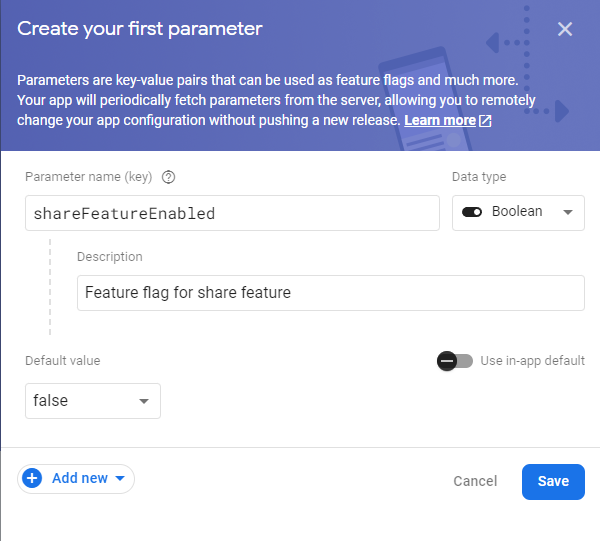 Create your first parameter
Parameters are key-value pairs that can be used as feature flags and much more.
Your app will periodically fetch parameters from the server, allowing you to remotely
change your app configuration without pushing a new release. Learn more
Parameter name (key)
Data type
shareFeatureEnabled
Boolean
Description
Feature flag for share feature
Default value
Use in-app default
false
Add new
Cancel
Save